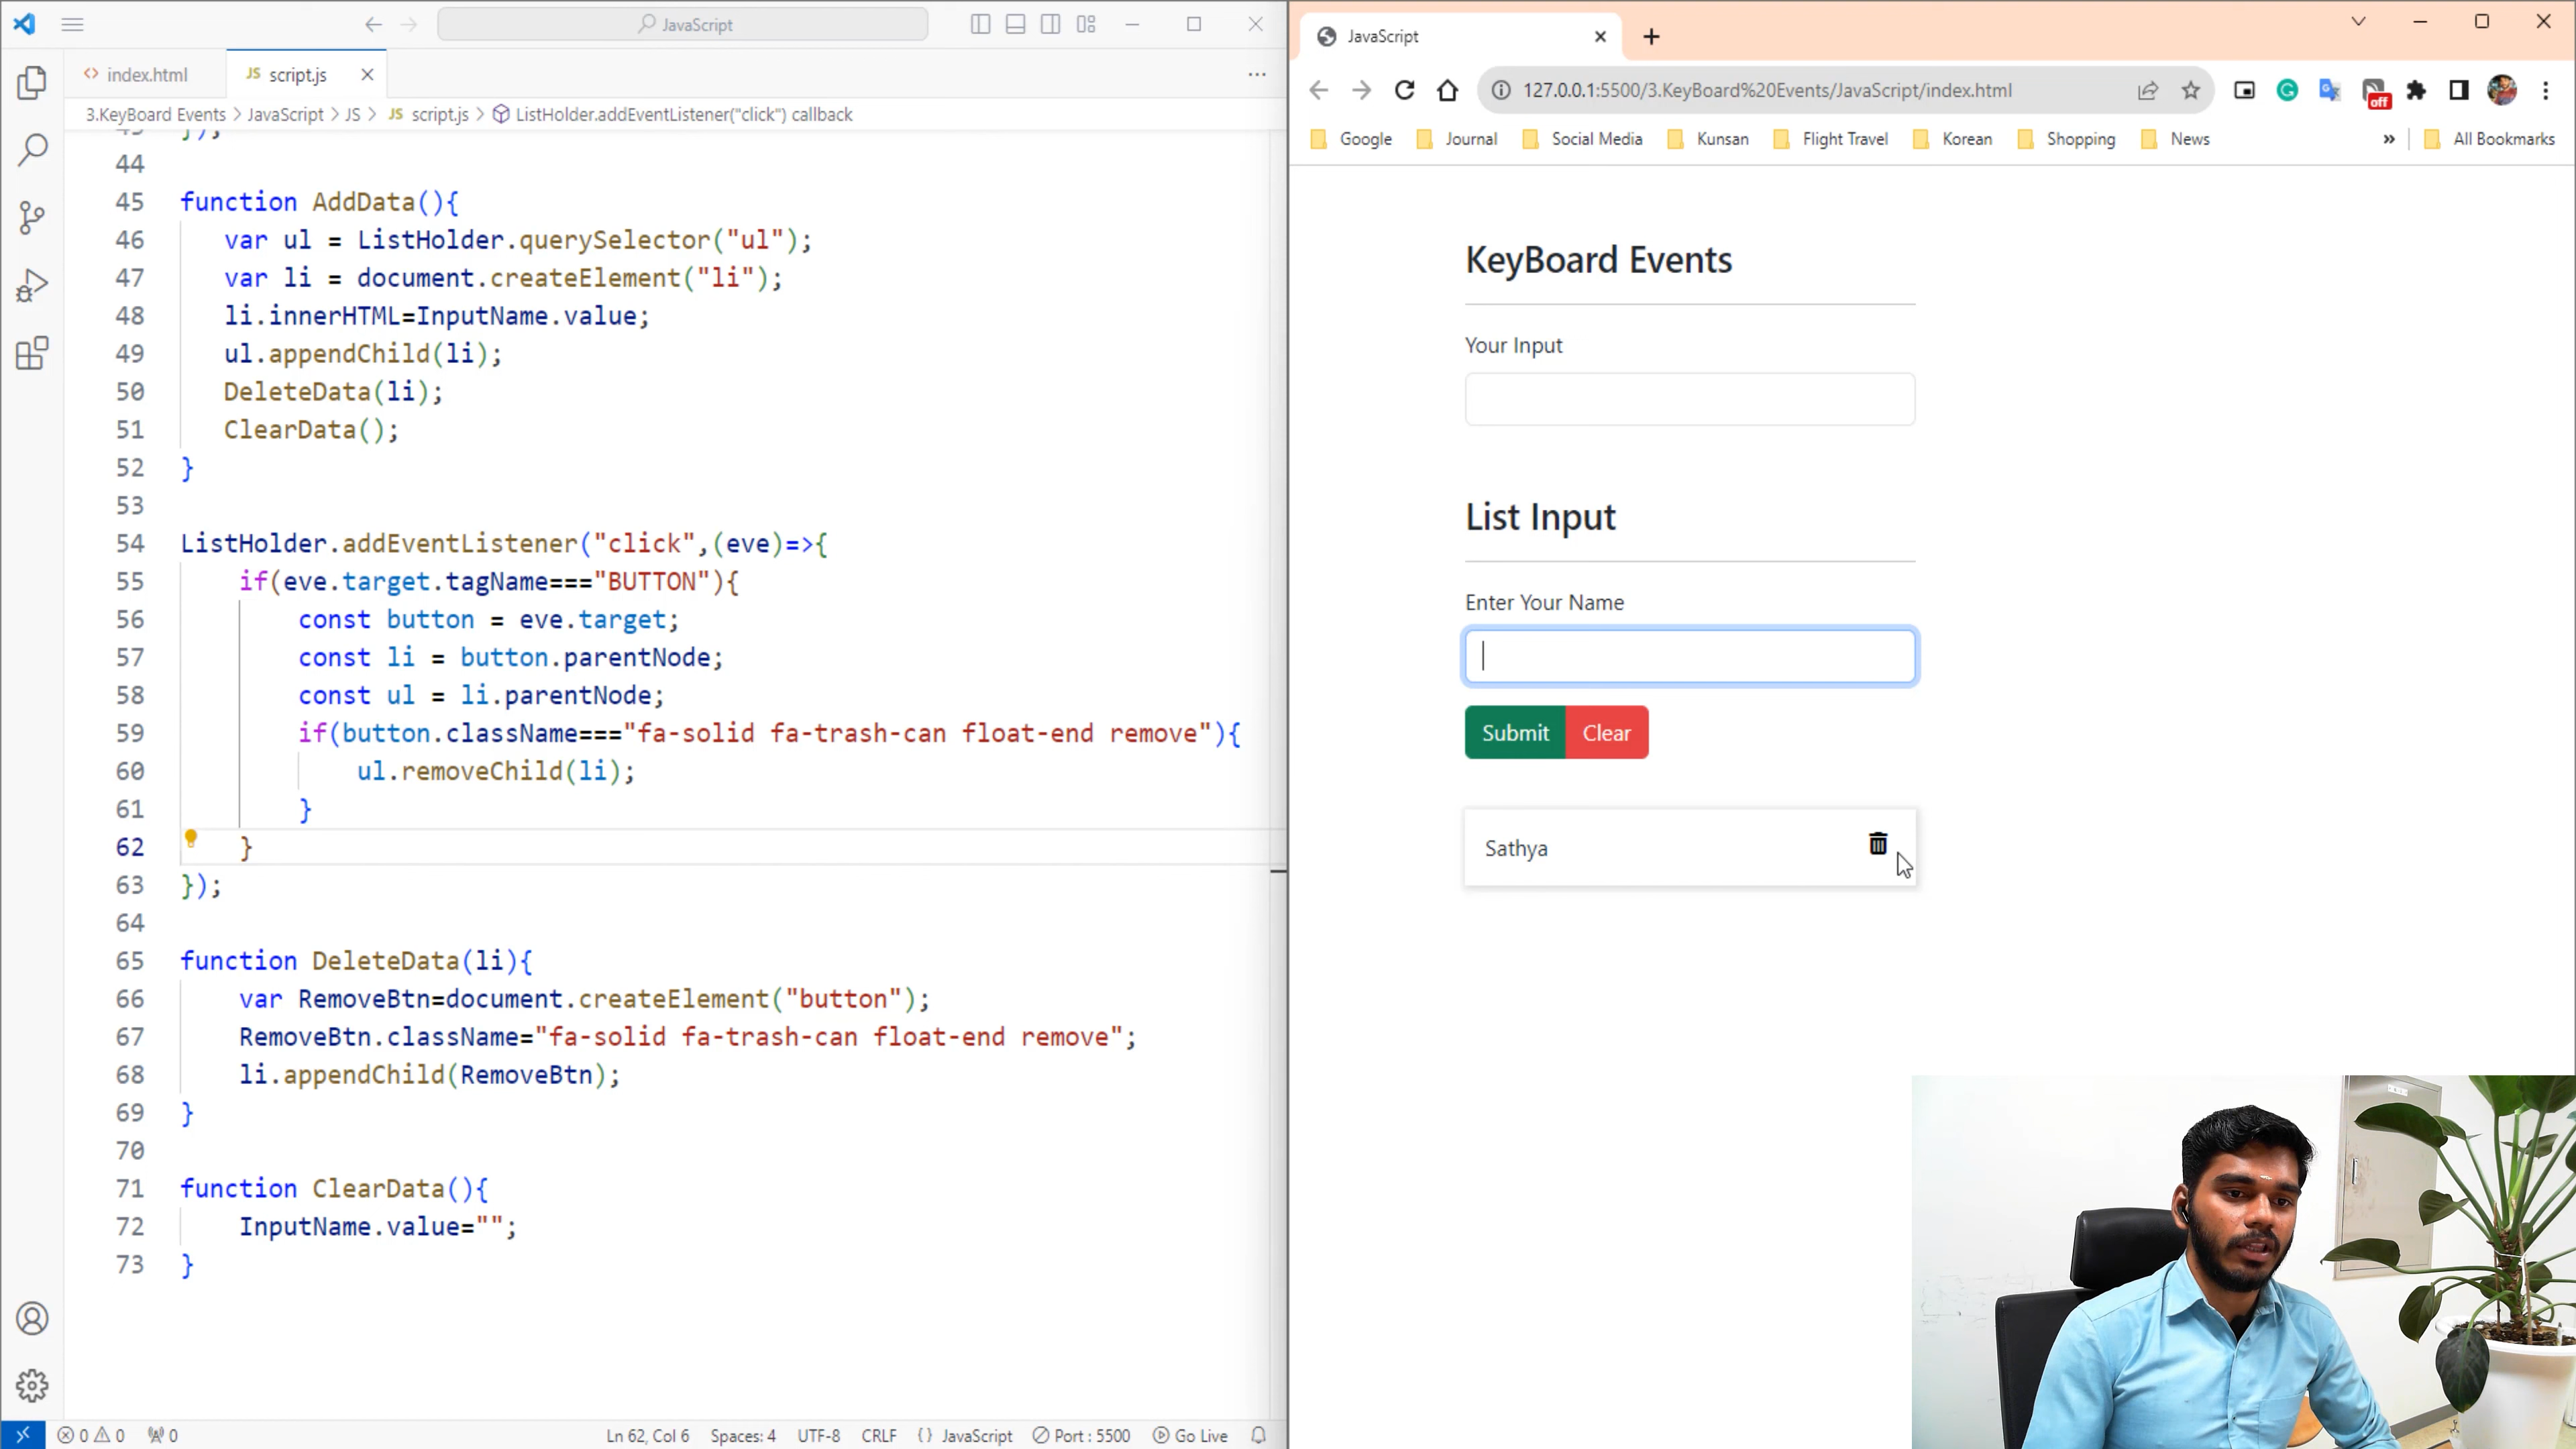 JavaScript
index.html
JS script.js
3.KeyBoard Events > JavaScript > JS > JS script.js > ListHolder.addEventListener("click") callback
44
45 function AddData(){
46 var ul = ListHolder.querySelector("ul");
47 var li = document.createElement("li");
48 li.innerHTML=InputName.value;
49 ul.appendChild(li);
50 DeleteData(li);
51 ClearData();
52 }
53
54 ListHolder.addEventListener("click",(eve)=>{
55 if(eve.target.tagName==="BUTTON"){
56 const button = eve.target;
57 const li = button.parentNode;
58 const ul = li.parentNode;
59 if(button.className==="fa-solid fa-trash-can float-end remove"){
60 ul.removeChild(li);
61 }
62 }
63 });
64
65 function DeleteData(li){
66 var RemoveBtn=document.createElement("button");
67 RemoveBtn.className="fa-solid fa-trash-can float-end remove";
68 li.appendChild(RemoveBtn);
69 }
70
71 function ClearData(){
72 InputName.value="";
73 }
0 0 0 Ln 62, Col 6 Spaces: 4 UTF-8 CRLF {} JavaScript Port : 5500 Go Live
JavaScript
127.0.0.1:5500/3.KeyBoard%20Events/JavaScript/index.html
off
Google Journal Social Media Kunsan Flight Travel Korean Shopping News » All Bookmarks
KeyBoard Events
Your Input
List Input
Enter Your Name
Submit Clear
Sathya